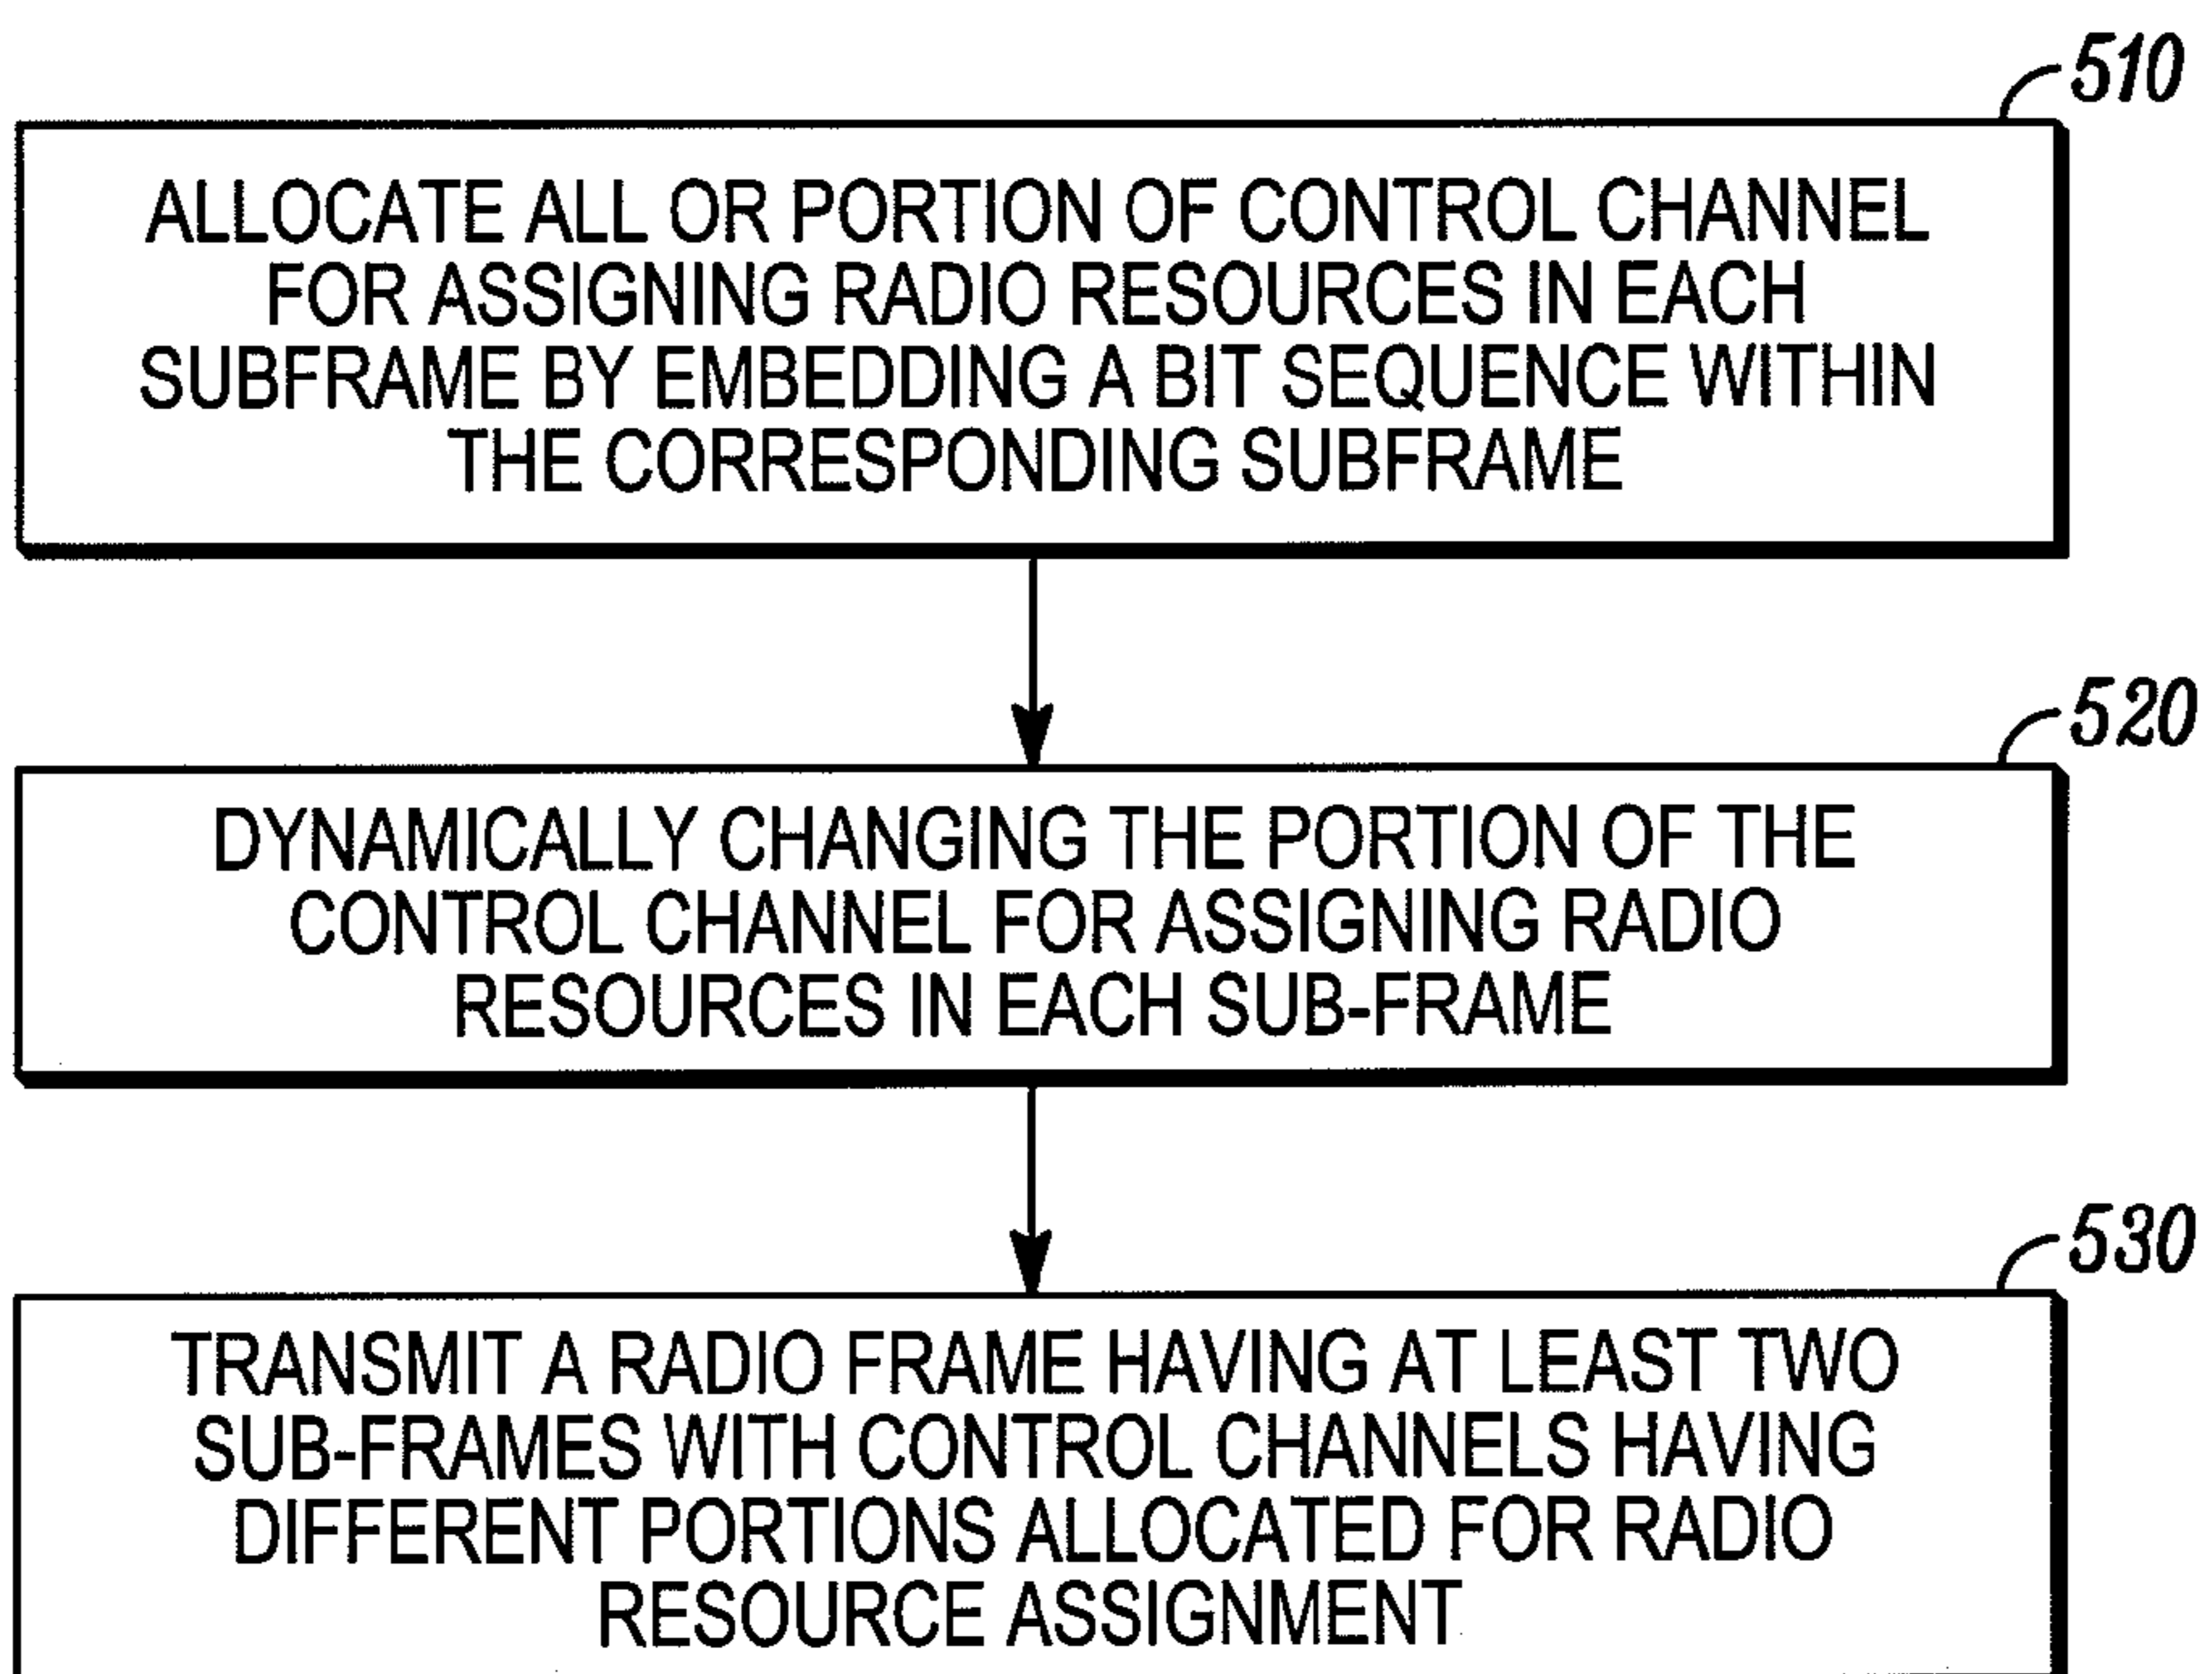 510
ALLOCATE ALL OR PORTION OF CONTROL CHANNEL
FOR ASSIGNING RADIO RESOURCES IN EACH
SUBFRAME BY EMBEDDING A BIT SEQUENCE WITHIN
THE CORRESPONDING SUBFRAME
520
DYNAMICALLY CHANGING THE PORTION OF THE
CONTROL CHANNEL FOR ASSIGNING RADIO
RESOURCES IN EACH SUB-FRAME
530
TRANSMIT A RADIO FRAME HAVING AT LEAST TWO
SUB-FRAMES WITH CONTROL CHANNELS HAVING
DIFFERENT PORTIONS ALLOCATED FOR RADIO
RESOURCE ASSIGNMENT